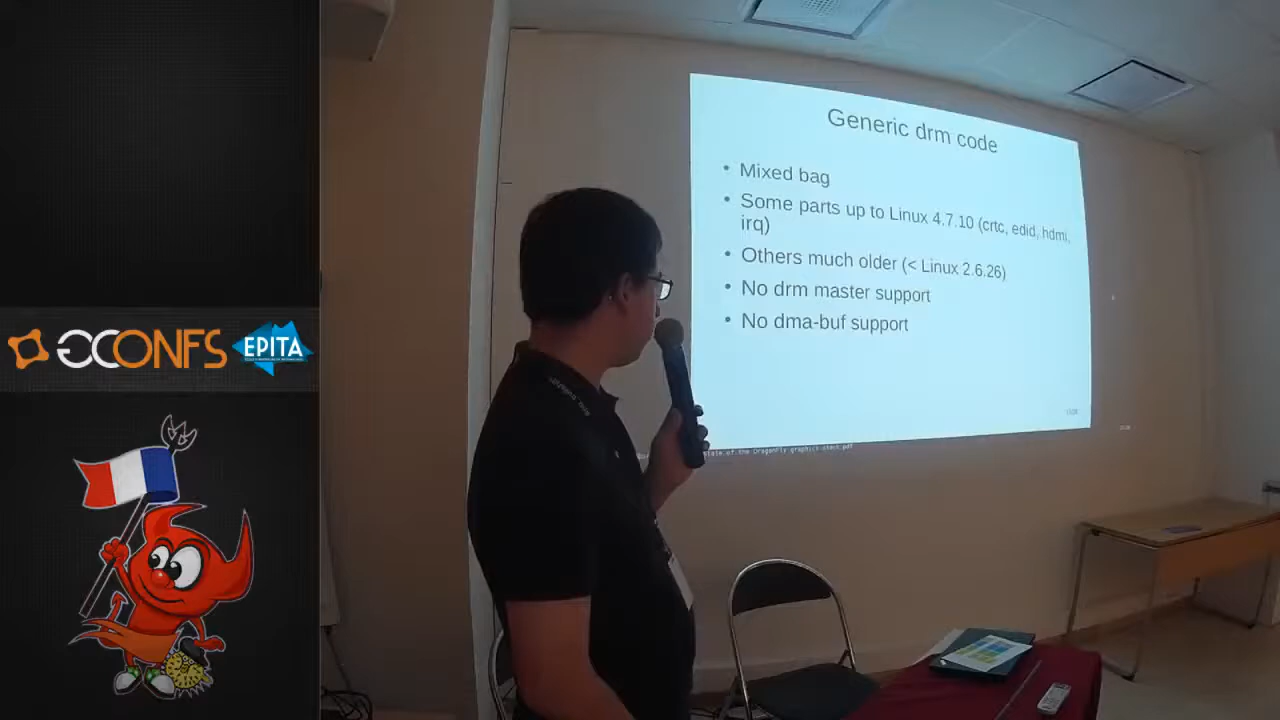 Generic drm code
• Mixed bag
• Some parts up to Linux 4.7.10 (crtc, edid, hdmi,
irq)
• Others much older (< Linux 2.6.26)
• No drm master support
• No dma-buf support
GCONFS
EPITA